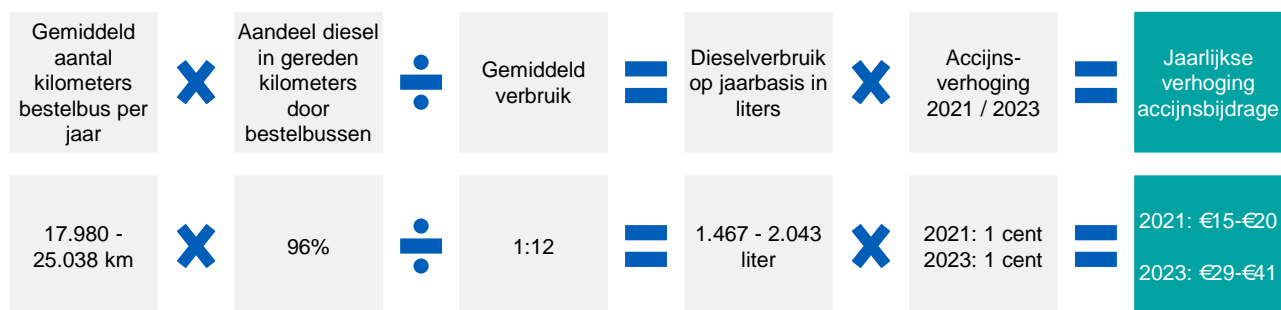 Gemiddeld
aantal
kilometers
bestelbus per
jaar
Aandeel diesel
in gereden
kilometers
door
bestelbussen
Gemiddeld
verbruik
Dieselverbruik
op jaarbasis in
liters
Accijns-
verhoging
2021 / 2023
Jaarlijkse
verhoging
accijnsbijdrage
17.980 -
25.038 km
96%
1:12
1.467 - 2.043
liter
2021: 1 cent
2023: 1 cent
2021: €15-€20
2023: €29-€41